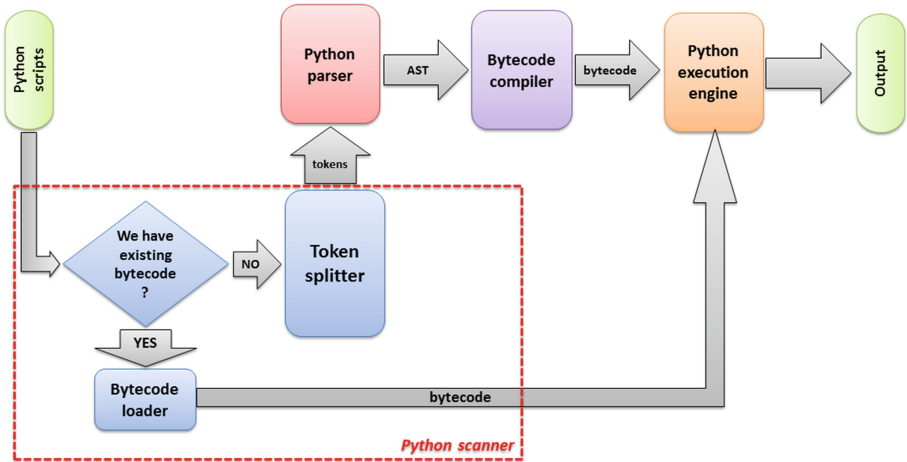 Python
scripts
Python
parser
AST
Bytecode
compiler
bytecode
Python
execution
engine
Output
tokens
We have
existing
bytecode
?
NO
Token
splitter
YES
Bytecode
loader
bytecode
Python scanner